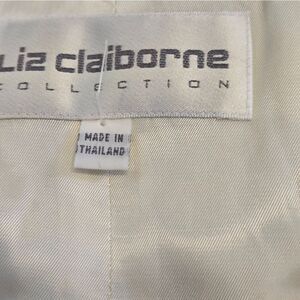 Liz claiborne
COLLECTION
MADE IN
THAILAND